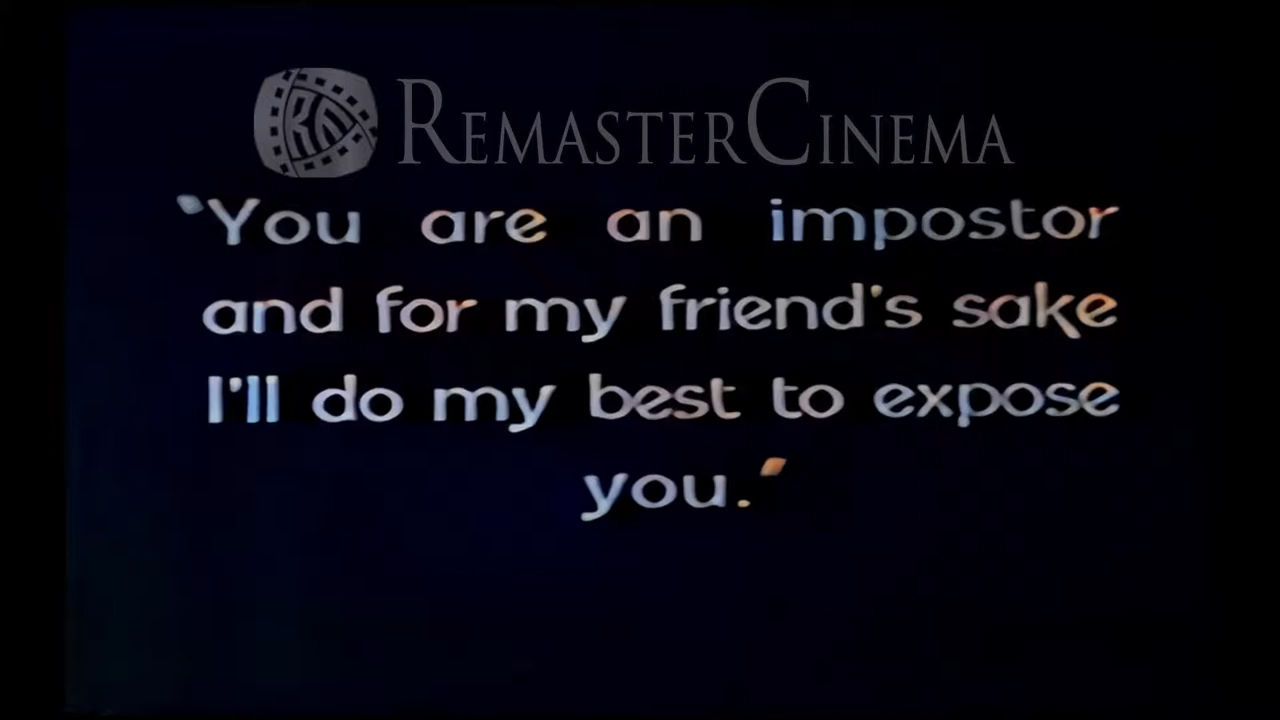 REMASTERCINEMA
"You are an impostor
and for my friend's sake
I'll do my best to expose
you."